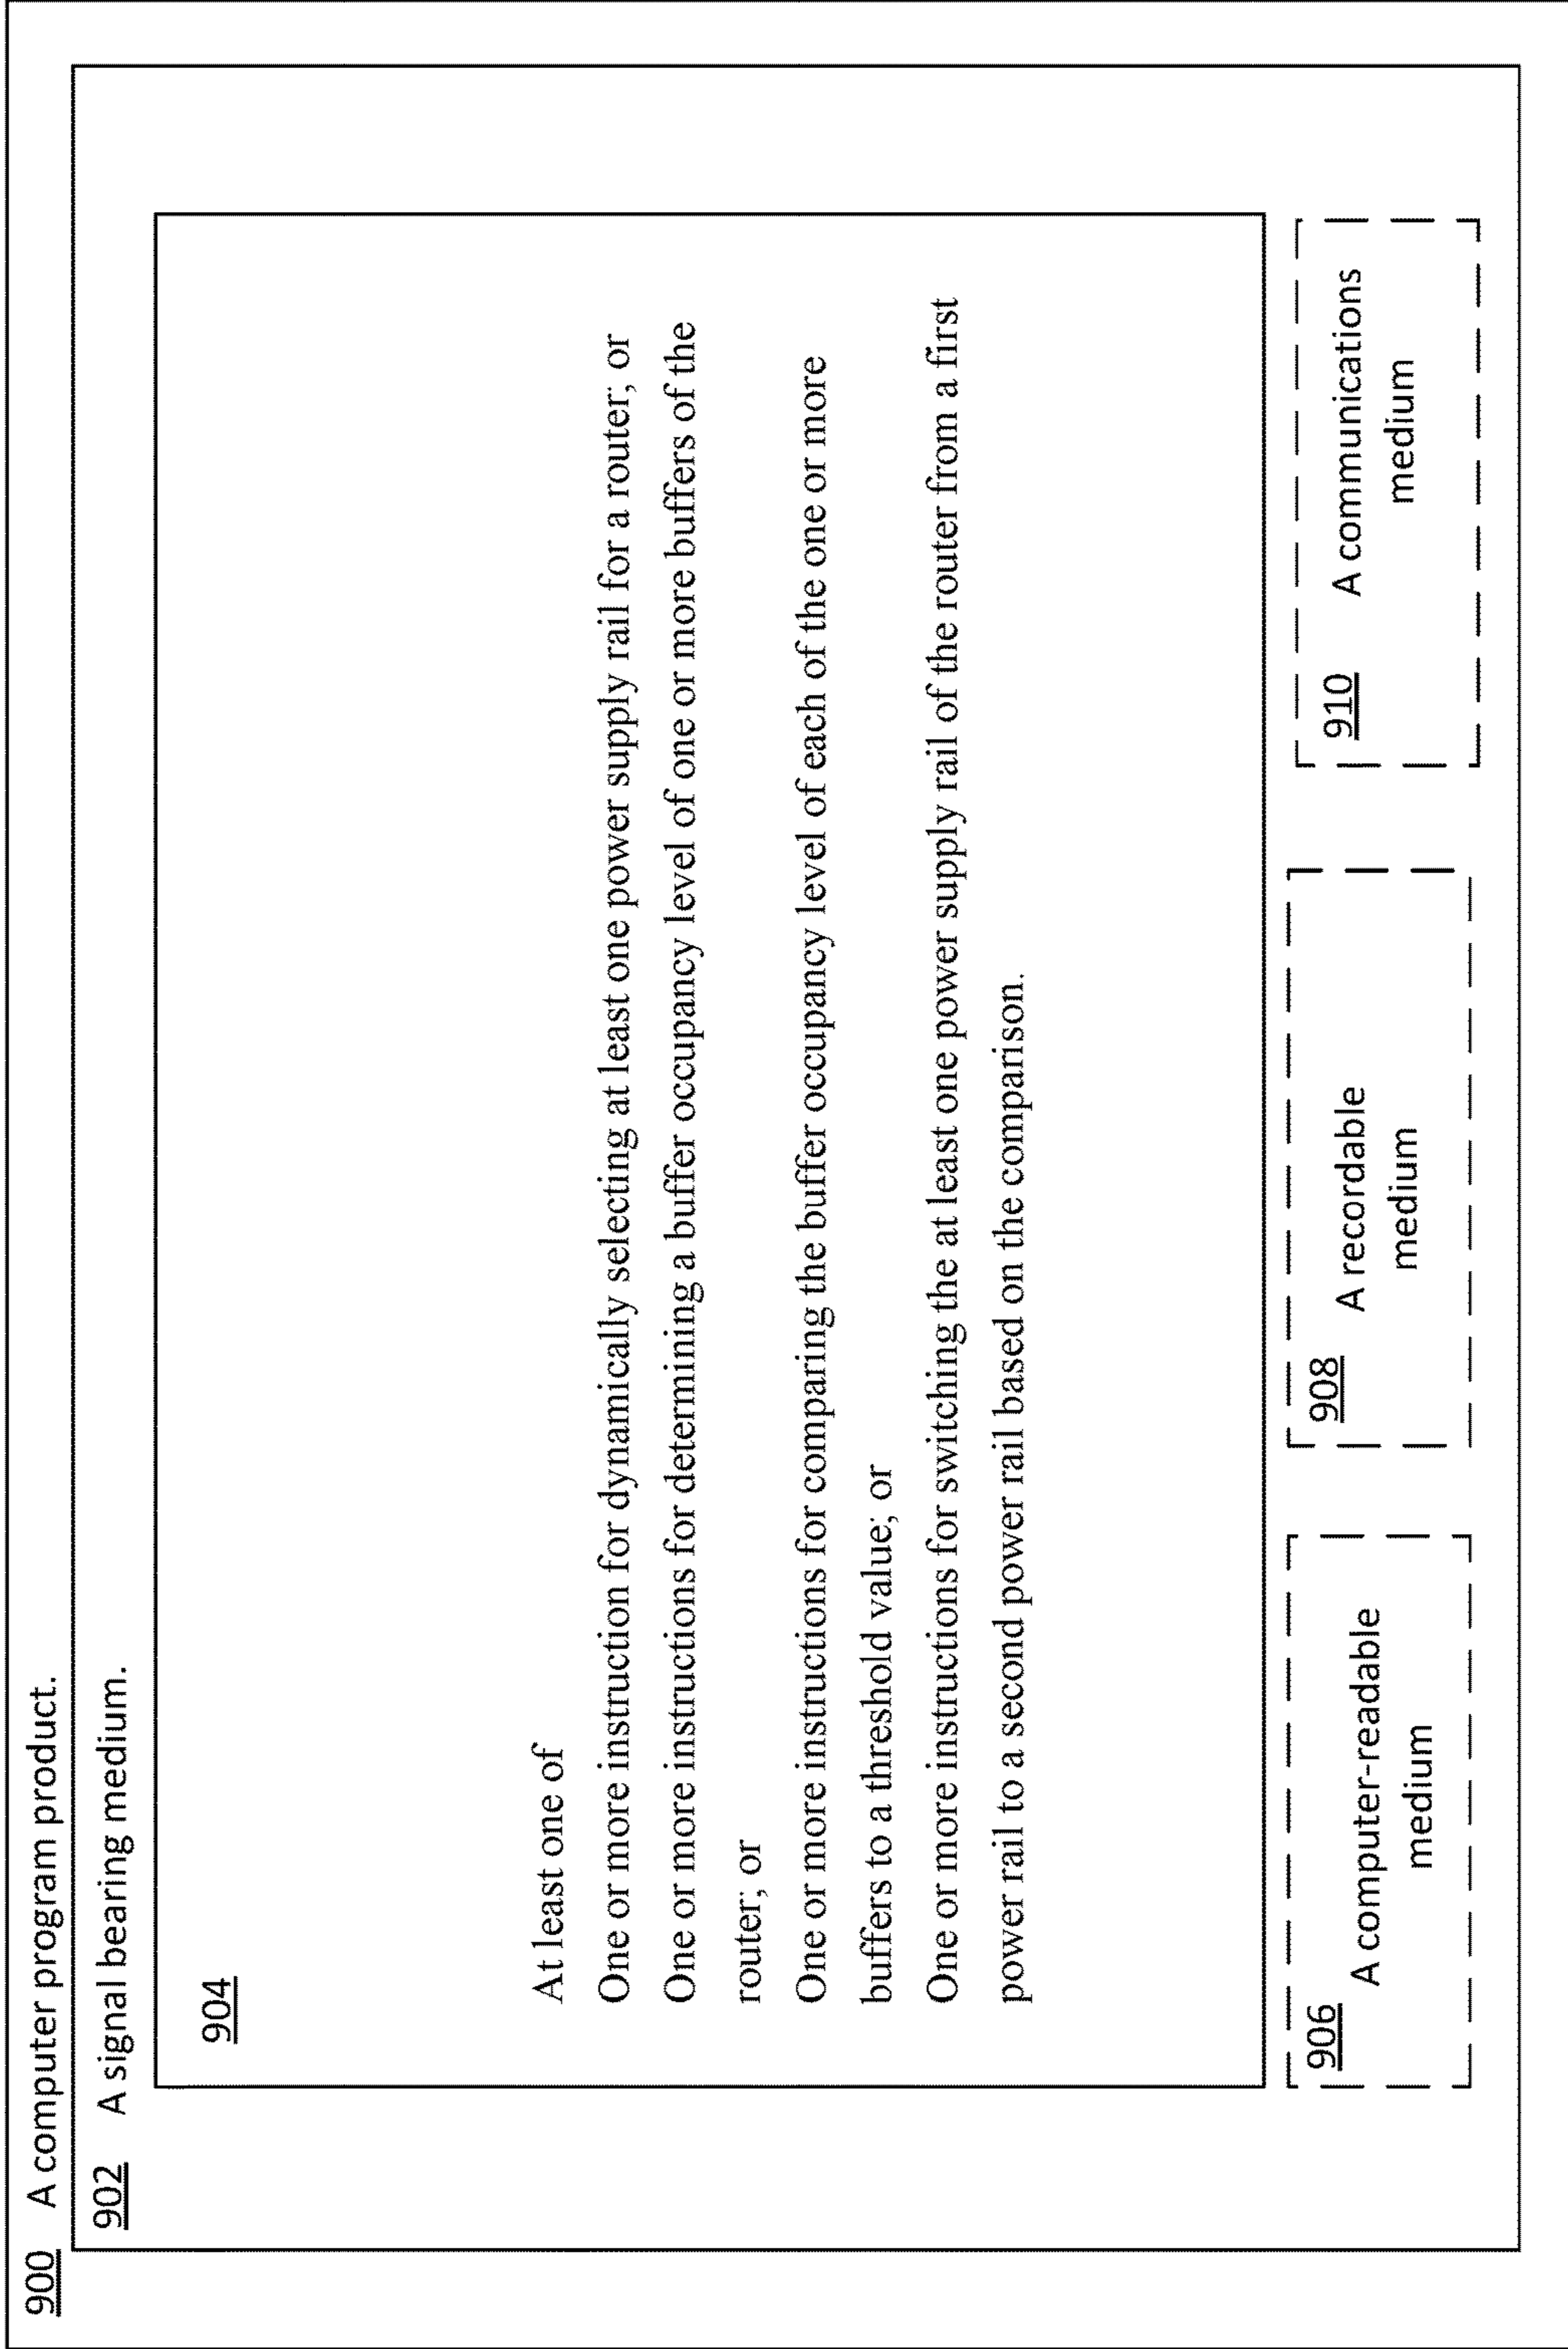 900 A computer program product.
902 A signal bearing medium.
904
At least one of
One or more instruction for dynamically selecting at least one power supply rail for a router; or
One or more instructions for determining a buffer occupancy level of one or more buffers of the
router; or
One or more instructions for comparing the buffer occupancy level of each of the one or more
buffers to a threshold value; or
One or more instructions for switching the at least one power supply rail of the router from a first
power rail to a second power rail based on the comparison.
906
A computer-readable
medium
908
A recordable
medium
910
A communications
medium